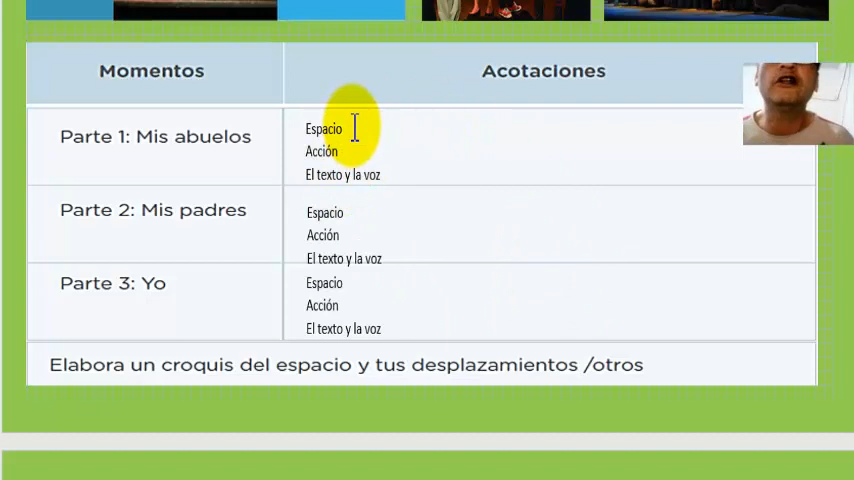 Momentos
Acotaciones
Parte 1: Mis abuelos
Espacio
Acción
El texto y la voz
Parte 2: Mis padres
Espacio
Acción
El texto y la voz
Parte 3: Yo
Espacio
Acción
El texto y la voz
Elabora un croquis del espacio y tus desplazamientos /otros